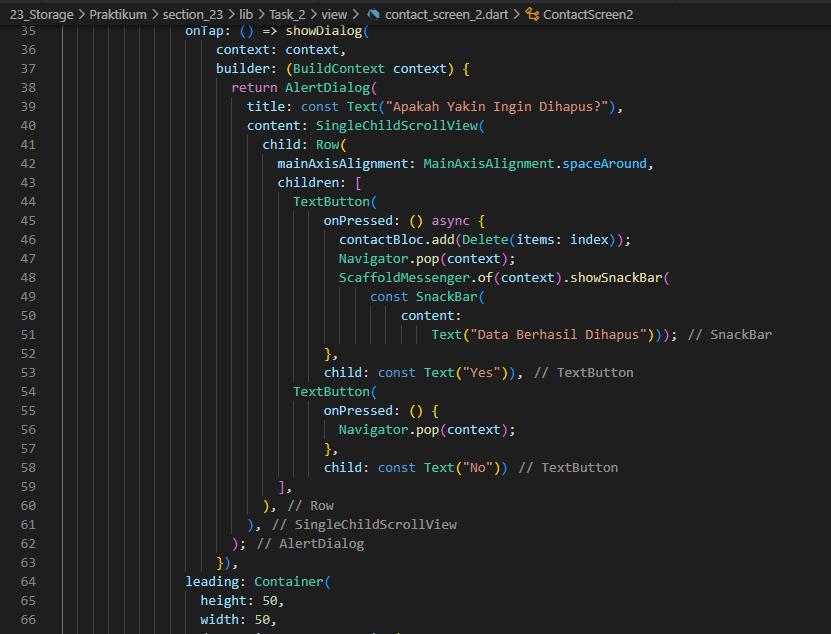 23_Storage > Praktikum > section_23 > lib > Task_2 > view > contact_screen_2.dart > ContactScreen2
35 onTap: () => showDialog(
36 context: context,
37 builder: (BuildContext context) {
38 return AlertDialog(
39 title: const Text("Apakah Yakin Ingin Dihapus?"),
40 content: SingleChildScrollView(
41 child: Row(
42 mainAxisAlignment: MainAxisAlignment.spaceAround,
43 children: [
44 TextButton(
45 onPressed: () async {
46 contactBloc.add(Delete(items: index));
47 Navigator.pop(context);
48 ScaffoldMessenger.of(context).showSnackBar(
49 const SnackBar(
50 content:
51 Text("Data Berhasil Dihapus"))); // SnackBar
52 },
53 child: const Text("Yes")), // TextButton
54 TextButton(
55 onPressed: () {
56 Navigator.pop(context);
57 },
58 child: const Text("No")) // TextButton
59 ],
60 ), // Row
61 ), // SingleChildScrollView
62 ); // AlertDialog
63 }),
64 leading: Container(
65 height: 50,
66 width: 50,